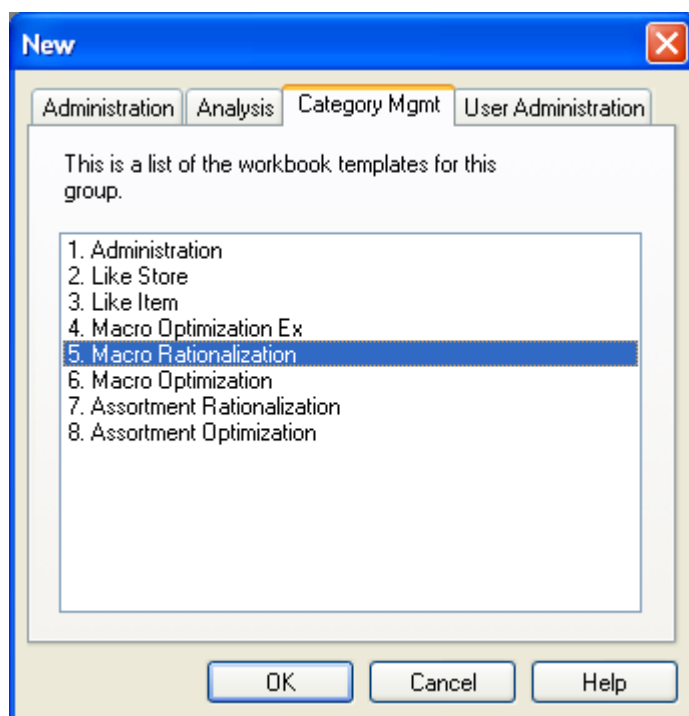 New
Administration Analysis Category Mgmt User Administration
This is a list of the workbook templates for this
group.
1. Administration
2. Like Store
3. Like Item
4. Macro Optimization Ex
5. Macro Rationalization
6. Macro Optimization
7. Assortment Rationalization
8. Assortment Optimization
OK Cancel Help